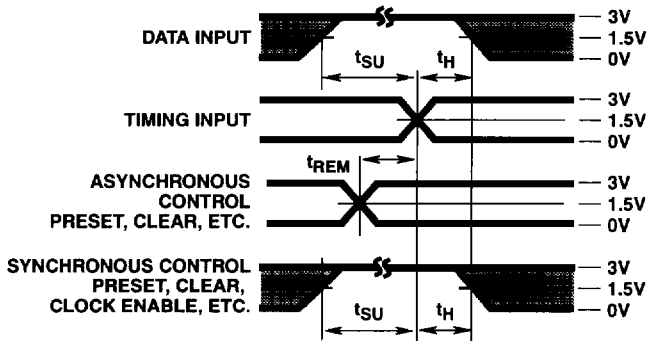 3V
DATA INPUT
1.5V
tSU
tH
0V
3V
TIMING INPUT
1.5V
0V
tREM
ASYNCHRONOUS
CONTROL
PRESET, CLEAR, ETC.
3V
1.5V
0V
SYNCHRONOUS CONTROL
PRESET, CLEAR,
CLOCK ENABLE, ETC.
3V
1.5V
tSU
tH
0V